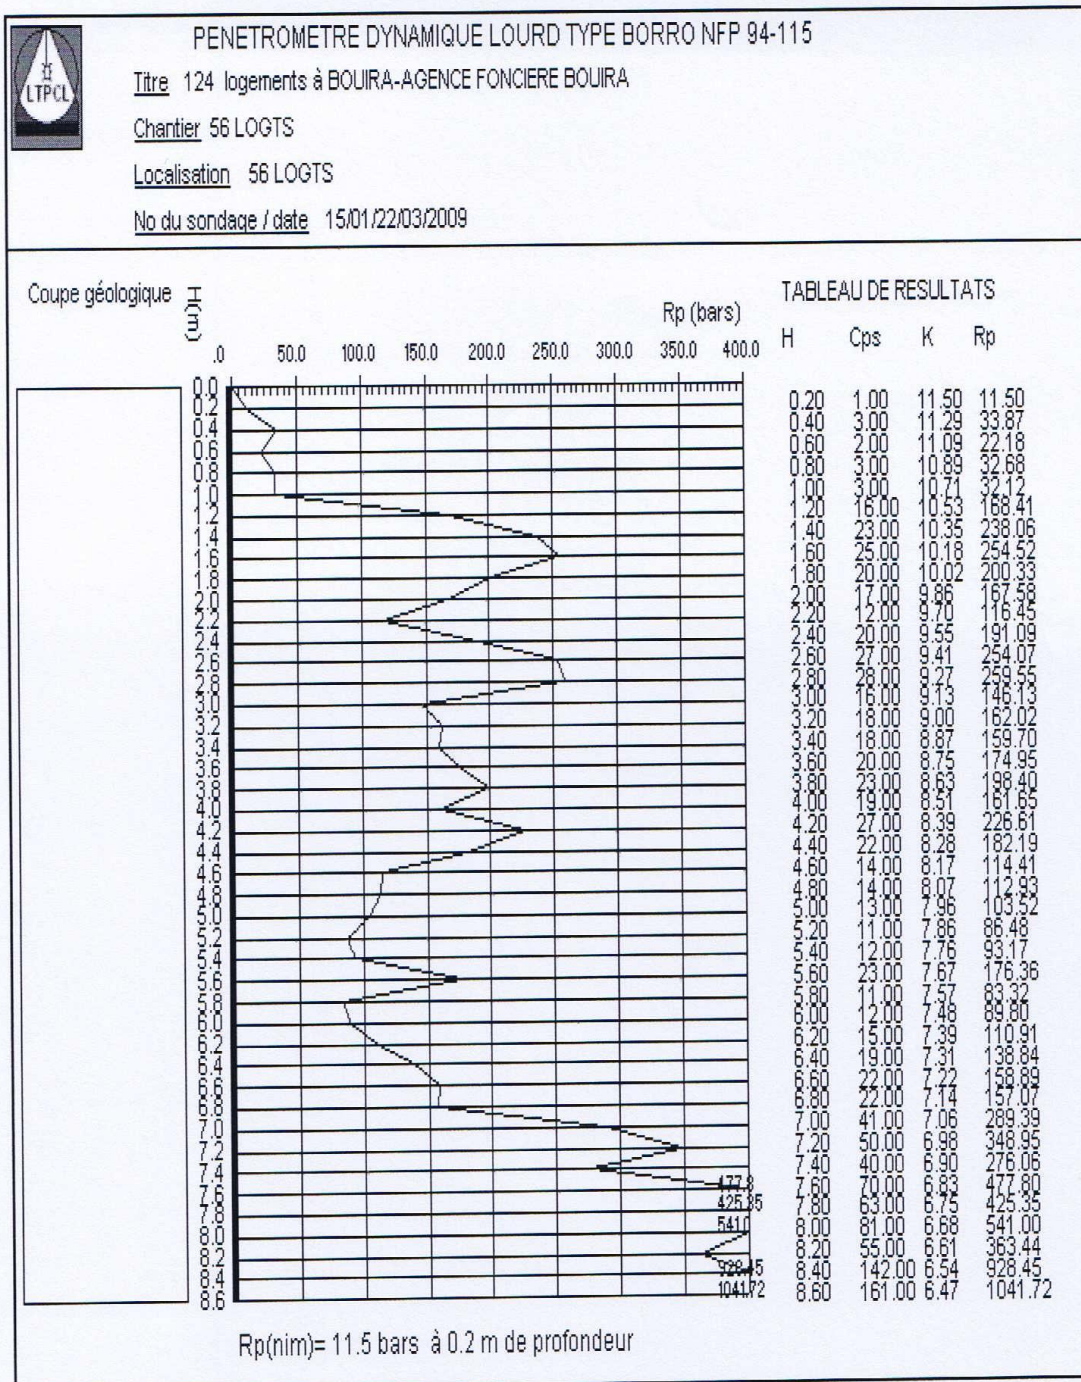 PENETROMETRE DYNAMIQUE LOURD TYPE BORRO NFP 94-115
LTPCL
Titre 124 logements à BOUIRA-AGENCE FONCIERE BOUIRA
Chantier 56 LOGTS
Localisation 56 LOGTS
No du sondage / date 15/01/22/03/2009
Coupe géologique
H(m)
Rp (bars)
.0 50.0 100.0 150.0 200.0 250.0 300.0 350.0 400.0
0.0
0.2
0.4
0.6
0.8
1.0
1.2
1.4
1.6
1.8
2.0
2.2
2.4
2.6
2.8
3.0
3.2
3.4
3.6
3.8
4.0
4.2
4.4
4.6
4.8
5.0
5.2
5.4
5.6
5.8
6.0
6.2
6.4
6.6
6.8
7.0
7.2
7.4
7.6
7.8
8.0
8.2
8.4
8.6
477.8
425.35
541.0
928.45
1041.72
TABLEAU DE RESULTATS
H Cps K Rp
0.20 1.00 11.50 11.50
0.40 3.00 11.29 33.87
0.60 2.00 11.09 22.18
0.80 3.00 10.89 32.68
1.00 3.00 10.71 32.12
1.20 16.00 10.53 168.41
1.40 23.00 10.35 238.06
1.60 25.00 10.18 254.52
1.80 20.00 10.02 200.33
2.00 17.00 9.86 167.58
2.20 12.00 9.70 116.45
2.40 20.00 9.55 191.09
2.60 27.00 9.41 254.07
2.80 28.00 9.27 259.55
3.00 16.00 9.13 146.13
3.20 18.00 9.00 162.02
3.40 18.00 8.87 159.70
3.60 20.00 8.75 174.95
3.80 23.00 8.63 198.40
4.00 19.00 8.51 161.65
4.20 27.00 8.39 226.61
4.40 22.00 8.28 182.19
4.60 14.00 8.17 114.41
4.80 14.00 8.07 112.93
5.00 13.00 7.96 103.52
5.20 11.00 7.86 86.48
5.40 12.00 7.76 93.17
5.60 23.00 7.67 176.36
5.80 11.00 7.57 83.32
6.00 12.00 7.48 89.80
6.20 15.00 7.39 110.91
6.40 19.00 7.31 138.84
6.60 22.00 7.22 158.89
6.80 22.00 7.14 157.07
7.00 41.00 7.06 289.39
7.20 50.00 6.98 348.95
7.40 40.00 6.90 276.06
7.60 70.00 6.83 477.80
7.80 63.00 6.75 425.35
8.00 81.00 6.68 541.00
8.20 55.00 6.61 363.44
8.40 142.00 6.54 928.45
8.60 161.00 6.47 1041.72
Rp(nim)= 11.5 bars à 0.2 m de profondeur